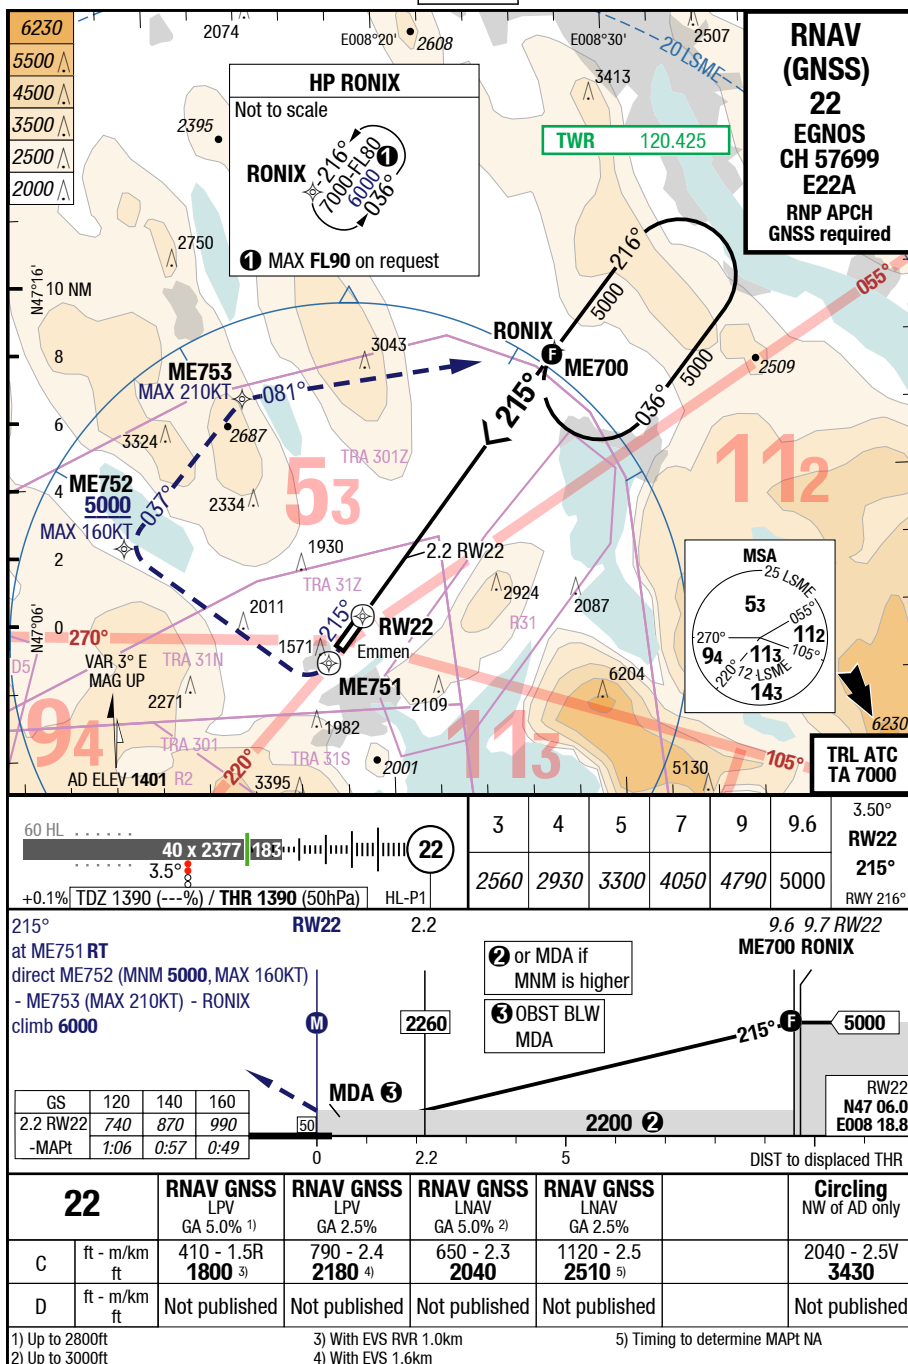 6230
5500
4500
3500
2500
2000
2074
E008°20'
2608
E008°30'
2507
20 LSME
3413
2395
HP RONIX
Not to scale
RONIX
216°
7000-FL80
6000 1
036°
1 MAX FL90 on request
TWR 120.425
RNAV
(GNSS)
22
EGNOS
CH 57699
E22A
RNP APCH
GNSS required
2750
N47°16'
10 NM
8
6
4
2
0
N47°06'
216°
5000
055°
RONIX
F ME700
5000
036°
2509
3043
ME753
MAX 210KT
081°
215°
3324
2687
TRA 301Z
ME752
5000
MAX 160KT
037°
2334
53
112
1930
2.2 RW22
TRA 31Z
2924
2087
2011
215°
R31
RW22
Emmen
1571
ME751
270°
D5
VAR 3° E
MAG UP
TRA 31N
2271
2109
6204
MSA
25 LSME
53
055°
270°
112
105°
94
113
220°
12 LSME
143
6230
94
1982
TRA 301
TRA 31S
2001
113
AD ELEV 1401
R2
220°
3395
5130
105°
TRL ATC
TA 7000
60 HL
40 x 2377 183
22
3.5°
+0.1% TDZ 1390 (---%) / THR 1390 (50hPa) HL-P1
3 4 5 7 9 9.6
2560 2930 3300 4050 4790 5000
3.50°
RW22
215°
RWY 216°
215°
at ME751 RT
direct ME752 (MNM 5000, MAX 160KT)
- ME753 (MAX 210KT) - RONIX
climb 6000
RW22
2.2
9.6 9.7 RW22
ME700 RONIX
2 or MDA if
MNM is higher
3 OBST BLW
MDA
M
2260
215°
F
5000
MDA 3
GS 120 140 160
2.2 RW22 740 870 990
-MAPt 1:06 0:57 0:49
50
2200 2
RW22
N47 06.0
E008 18.8
0 2.2 5 DIST to displaced THR
22
RNAV GNSS
LPV
GA 5.0% 1)
RNAV GNSS
LPV
GA 2.5%
RNAV GNSS
LNAV
GA 5.0% 2)
RNAV GNSS
LNAV
GA 2.5%
Circling
NW of AD only
C ft - m/km 410 - 1.5R 790 - 2.4 650 - 2.3 1120 - 2.5 2040 - 2.5V
ft 1800 3) 2180 4) 2040 2510 5) 3430
D ft - m/km
ft Not published Not published Not published Not published Not published
1) Up to 2800ft 3) With EVS RVR 1.0km 5) Timing to determine MAPt NA
2) Up to 3000ft 4) With EVS 1.6km